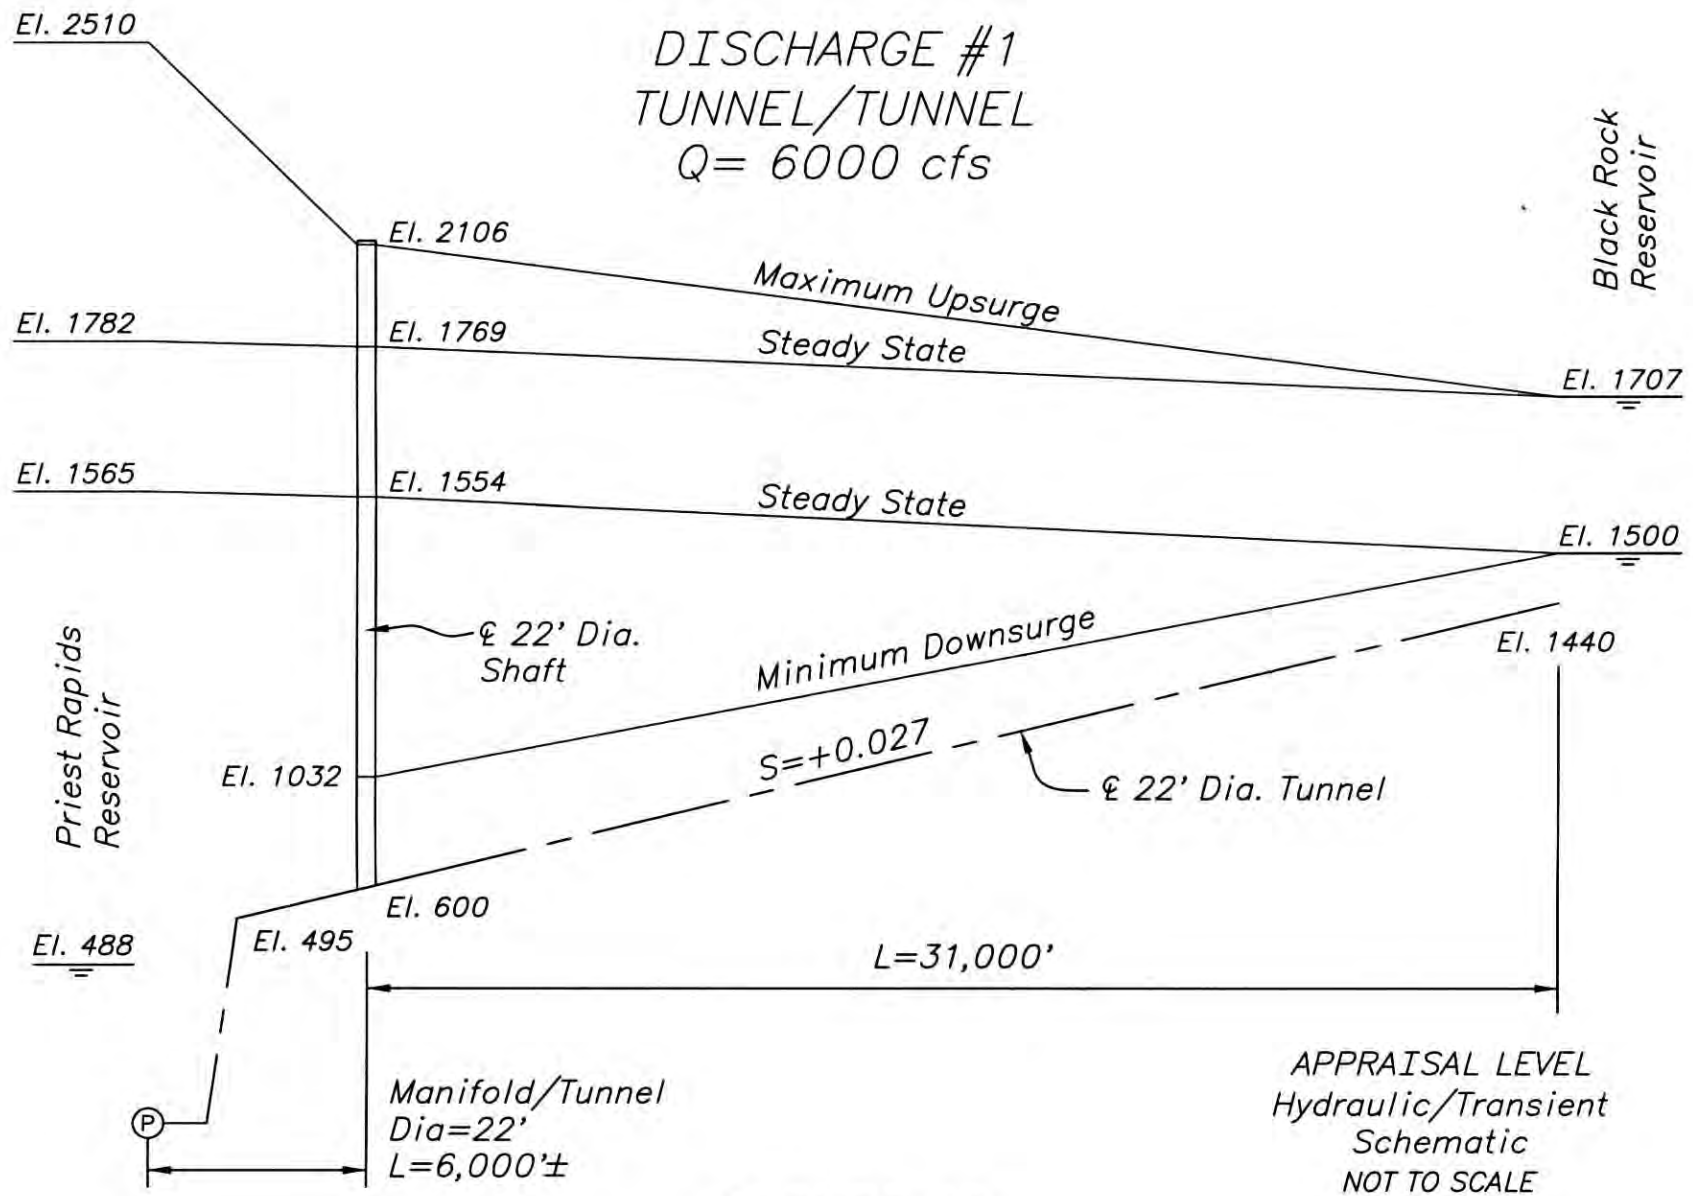 El. 2510
DISCHARGE #1
TUNNEL/TUNNEL
Q= 6000 cfs
Black Rock
Reservoir
El. 2106
Maximum Upsurge
El. 1782
El. 1769
Steady State
El. 1707
El. 1565
El. 1554
Steady State
El. 1500
℄ 22' Dia.
Shaft
Minimum Downsurge
El. 1440
Priest Rapids
Reservoir
S=+0.027
El. 1032
℄ 22' Dia. Tunnel
El. 600
El. 495
El. 488
L=31,000'
P
Manifold/Tunnel
Dia=22'
L=6,000'±
APPRAISAL LEVEL
Hydraulic/Transient
Schematic
NOT TO SCALE